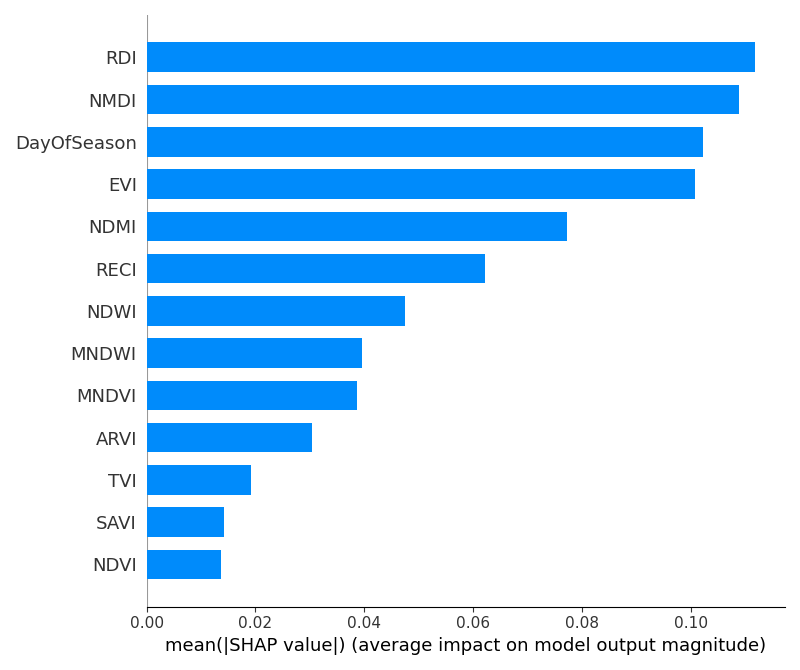 RDI
NMDI
DayOfSeason
EVI
NDMI
RECI
NDWI
MNDWI
MNDVI
ARVI
TVI
SAVI
NDVI
0.00 0.02 0.04 0.06 0.08 0.10
mean(|SHAP value|) (average impact on model output magnitude)